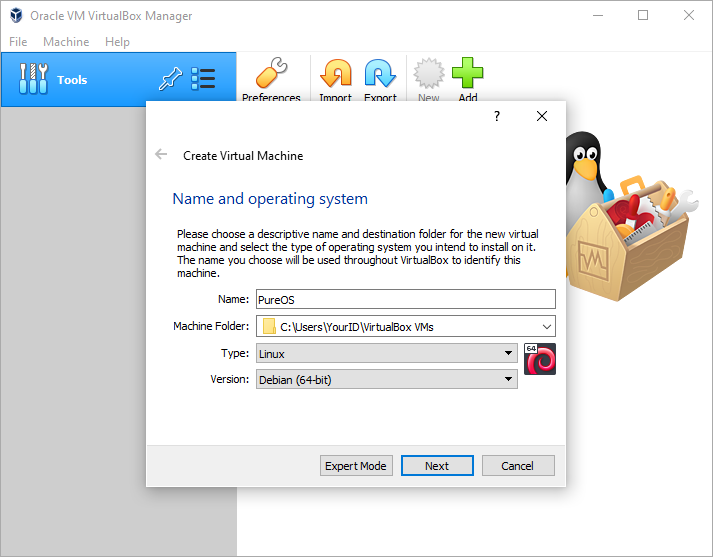 Oracle VM VirtualBox Manager
File Machine Help
Tools
Preferences Import Export New Add
?
Create Virtual Machine
Name and operating system
Please choose a descriptive name and destination folder for the new virtual
machine and select the type of operating system you intend to install on it.
The name you choose will be used throughout VirtualBox to identify this
machine.
Name: PureOS
Machine Folder: C:\Users\YourID\VirtualBox VMs
Type: Linux
64
Version: Debian (64-bit)
Expert Mode Next Cancel